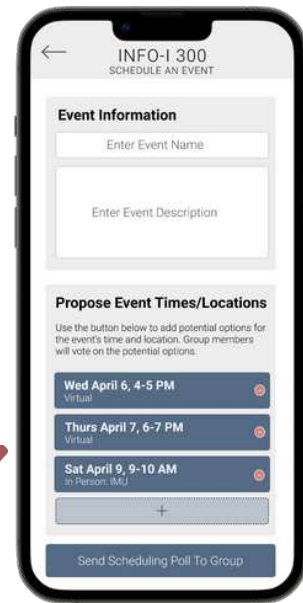 INFO-I 300
SCHEDULE AN EVENT
Event Information
Enter Event Name
Enter Event Description
Propose Event Times/Locations
Use the button below to add potential options for
the event's time and location. Group members
will vote on the potential options.
Wed April 6, 4-5 PM
Virtual
Thurs April 7, 6-7 PM
Virtual
Sat April 9, 9-10 AM
in Person: IMU
+
Send Scheduling Poll To Group